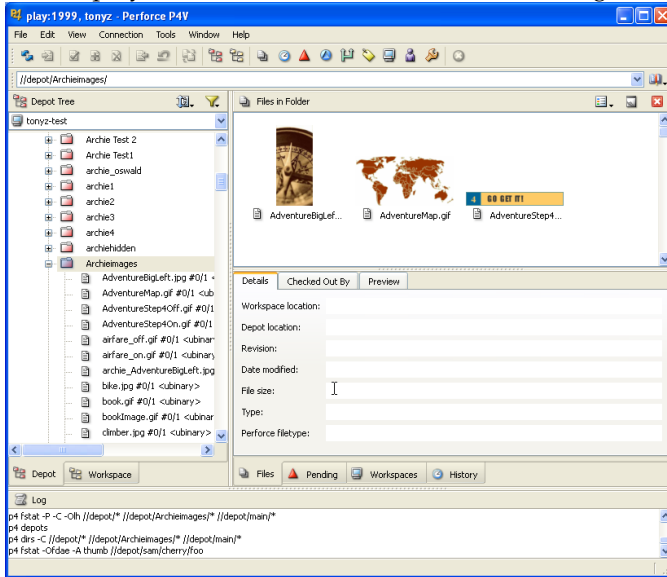 play:1999, tonyz - Perforce P4V
File Edit View Connection Tools Window Help
//depot/Archieimages/
Depot Tree
Files in Folder
tonyz-test
Archie Test 2
Archie Test1
archie_oswald
archie1
archie2
archie3
archie4
archiehidden
Archieimages
AdventureBigLeft.jpg #0/1 <
AdventureMap.gif #0/1 <ub
AdventureStep4Off.gif #0/1
AdventureStep4On.gif #0/1
airfare_off.gif #0/1 <ubinar
airfare_on.gif #0/1 <ubinary
archie_AdventureBigLeft.jpg
bike.jpg #0/1 <ubinary>
book.gif #0/1 <ubinary>
bookImage.gif #0/1 <ubinar
climber.jpg #0/1 <ubinary>
Depot Workspace
4 GO GET IT!
AdventureBigLef... AdventureMap.gif AdventureStep4...
Details Checked Out By Preview
Workspace location:
Depot location:
Revision:
Date modified:
File size:
Type:
Perforce filetype:
Files Pending Workspaces History
Log
p4 fstat -P -C -Olh //depot/* //depot/Archieimages/* //depot/main/*
p4 depots
p4 dirs -C //depot/* //depot/Archieimages/* //depot/main/*
p4 fstat -Ofdae -A thumb //depot/sam/cherry/foo